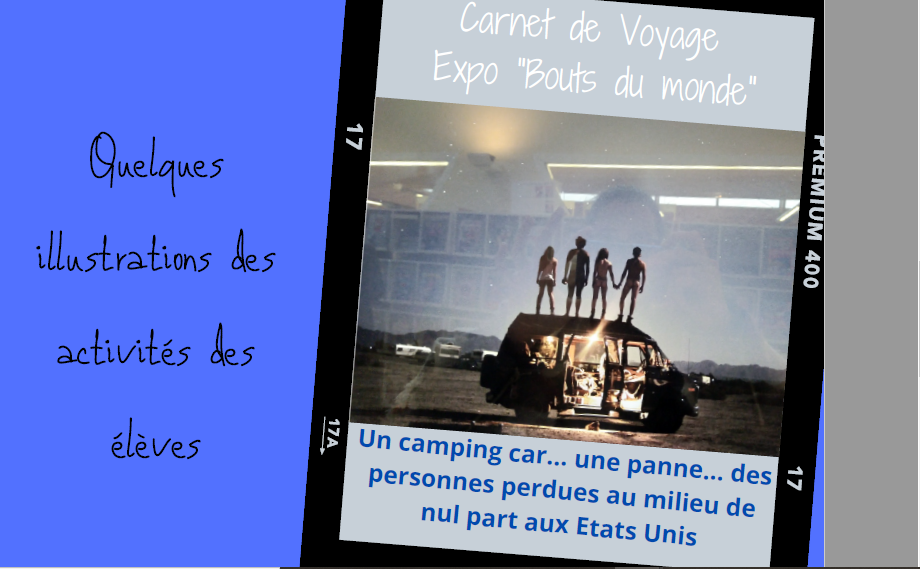 Quelques
illustrations des
activités des
élèves
Carnet de Voyage
Expo "Bouts du monde"
17
PREMIUM 400
17A
Un camping car... une panne... des
personnes perdues au milieu de
nul part aux Etats Unis
17